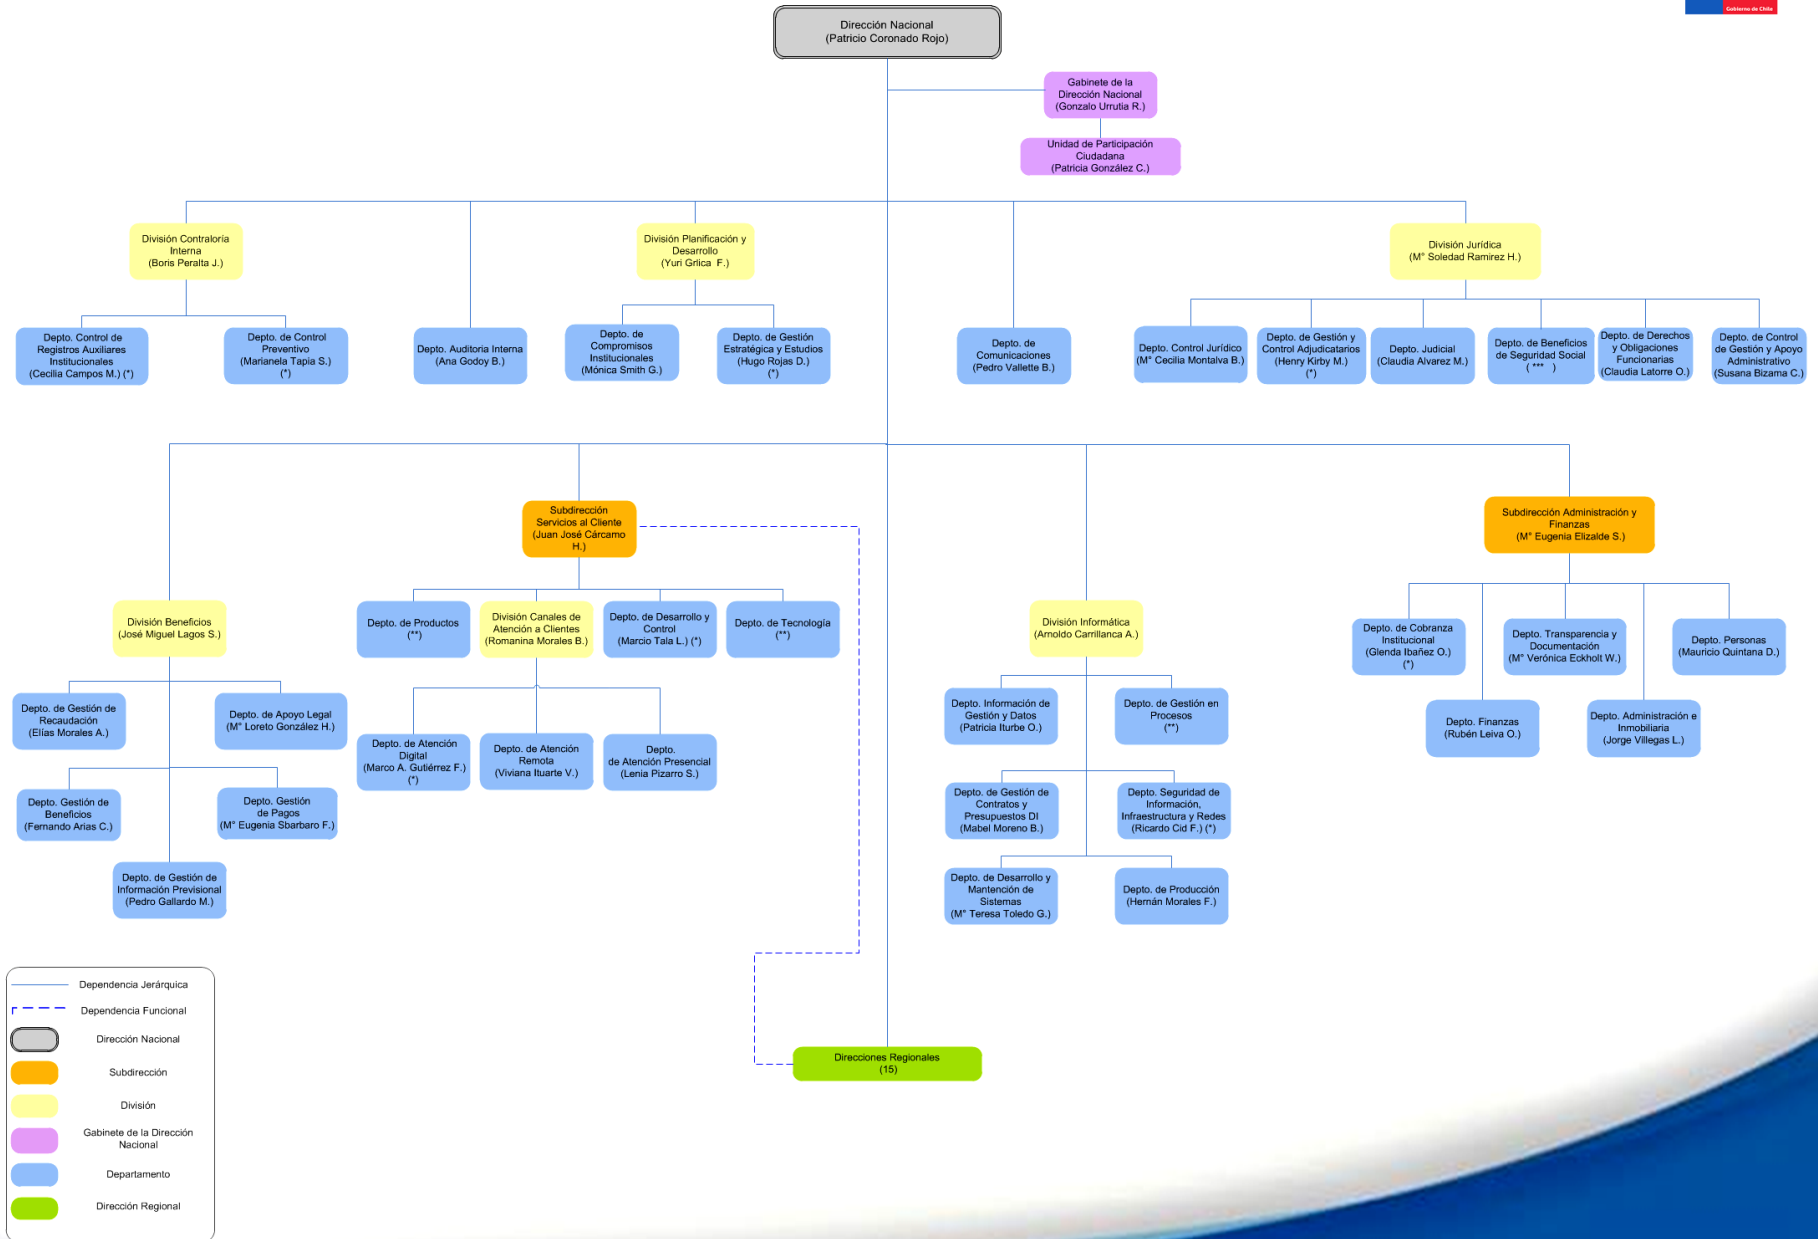 Gobierno de Chile
Dirección Nacional
(Patricio Coronado Rojo)
Gabinete de la
Dirección Nacional
(Gonzalo Urrutia R.)
Unidad de Participación
Ciudadana
(Patricia González C.)
División Contraloría
Interna
(Boris Peralta J.)
División Planificación y
Desarrollo
(Yuri Grlica F.)
División Jurídica
(M° Soledad Ramirez H.)
Depto. Control de
Registros Auxiliares
Institucionales
(Cecilia Campos M.) (*)
Depto. de Control
Preventivo
(Marianela Tapia S.)
(*)
Depto. Auditoria Interna
(Ana Godoy B.)
Depto. de
Compromisos
Institucionales
(Mónica Smith G.)
Depto. de Gestión
Estratégica y Estudios
(Hugo Rojas D.)
(*)
Depto. de
Comunicaciones
(Pedro Vallette B.)
Depto. Control Jurídico
(M° Cecilia Montalva B.)
Depto. de Gestión y
Control Adjudicatarios
(Henry Kirby M.)
(*)
Depto. Judicial
(Claudia Alvarez M.)
Depto. de Beneficios
de Seguridad Social
( *** )
Depto. de Derechos
y Obligaciones
Funcionarias
(Claudia Latorre O.)
Depto. de Control
de Gestión y Apoyo
Administrativo
(Susana Bizama C.)
Subdirección
Servicios al Cliente
(Juan José Cárcamo
H.)
Subdirección Administración y
Finanzas
(M° Eugenia Elizalde S.)
División Beneficios
(José Miguel Lagos S.)
Depto. de Productos
(**)
División Canales de
Atención a Clientes
(Romanina Morales B.)
Depto. de Desarrollo y
Control
(Marcio Tala L.) (*)
Depto. de Tecnología
(**)
División Informática
(Arnoldo Carrillanca A.)
Depto. de Cobranza
Institucional
(Glenda Ibañez O.)
(*)
Depto. Transparencia y
Documentación
(M° Verónica Eckholt W.)
Depto. Personas
(Mauricio Quintana D.)
Depto. de Gestión de
Recaudación
(Elías Morales A.)
Depto. de Apoyo Legal
(M° Loreto González H.)
Depto. de Atención
Digital
(Marco A. Gutiérrez F.)
(*)
Depto. de Atención
Remota
(Viviana Ituarte V.)
Depto.
de Atención Presencial
(Lenia Pizarro S.)
Depto. Información de
Gestión y Datos
(Patricia Iturbe O.)
Depto. de Gestión en
Procesos
(**)
Depto. Finanzas
(Rubén Leiva O.)
Depto. Administración e
Inmobiliaria
(Jorge Villegas L.)
Depto. Gestión de
Beneficios
(Fernando Arias C.)
Depto. Gestión
de Pagos
(M° Eugenia Sbarbaro F.)
Depto. de Gestión de
Contratos y
Presupuestos DI
(Mabel Moreno B.)
Depto. Seguridad de
Información,
Infraestructura y Redes
(Ricardo Cid F.) (*)
Depto. de Gestión de
Información Previsional
(Pedro Gallardo M.)
Depto. de Desarrollo y
Mantención de
Sistemas
(M° Teresa Toledo G.)
Depto. de Producción
(Hernán Morales F.)
Direcciones Regionales
(15)
Dependencia Jerárquica
Dependencia Funcional
Dirección Nacional
Subdirección
División
Gabinete de la Dirección
Nacional
Departamento
Dirección Regional